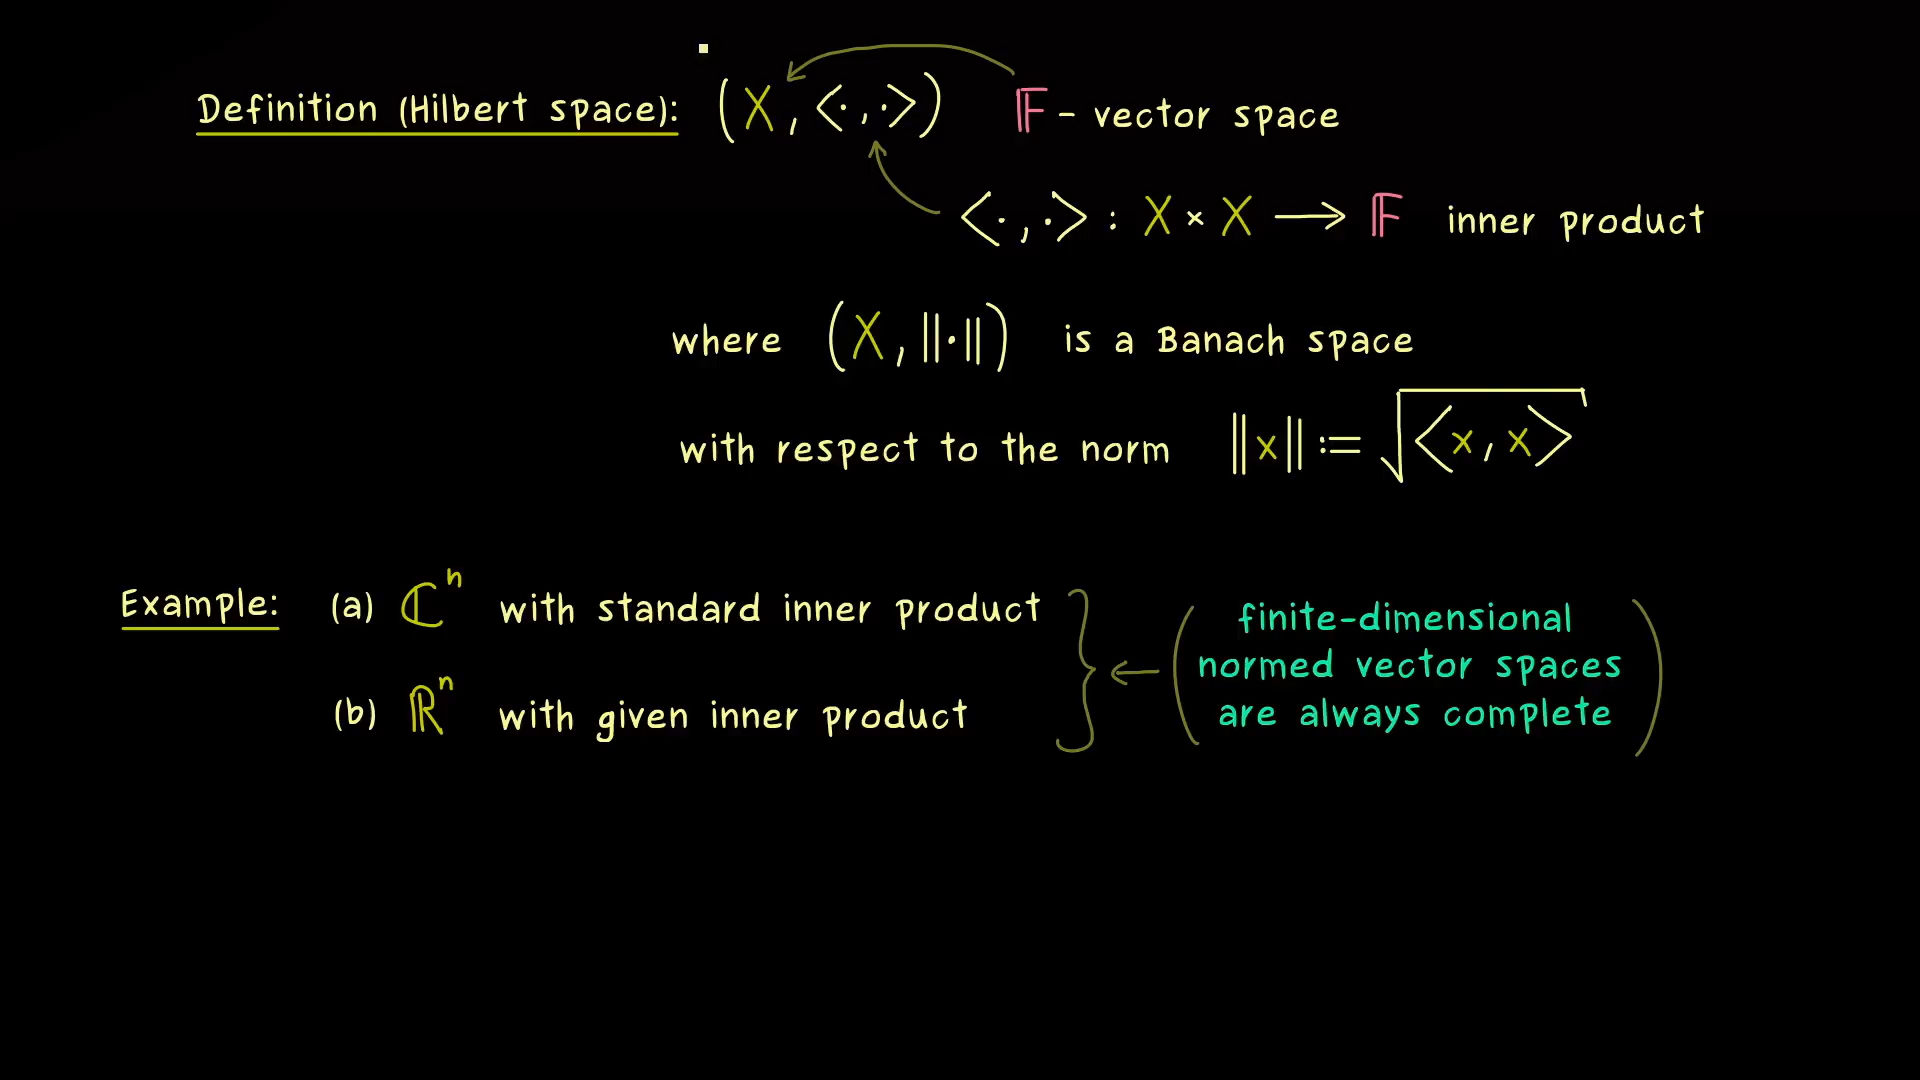 Definition (Hilbert space): (X, <·,·>) 𝔽 - vector space
<·,·> : X × X ⟶ 𝔽 inner product
where (X, ||·||) is a Banach space
with respect to the norm ||x|| := √<x, x>
Example: (a) ℂⁿ with standard inner product
(b) ℝⁿ with given inner product
} ← (finite-dimensional
normed vector spaces
are always complete)